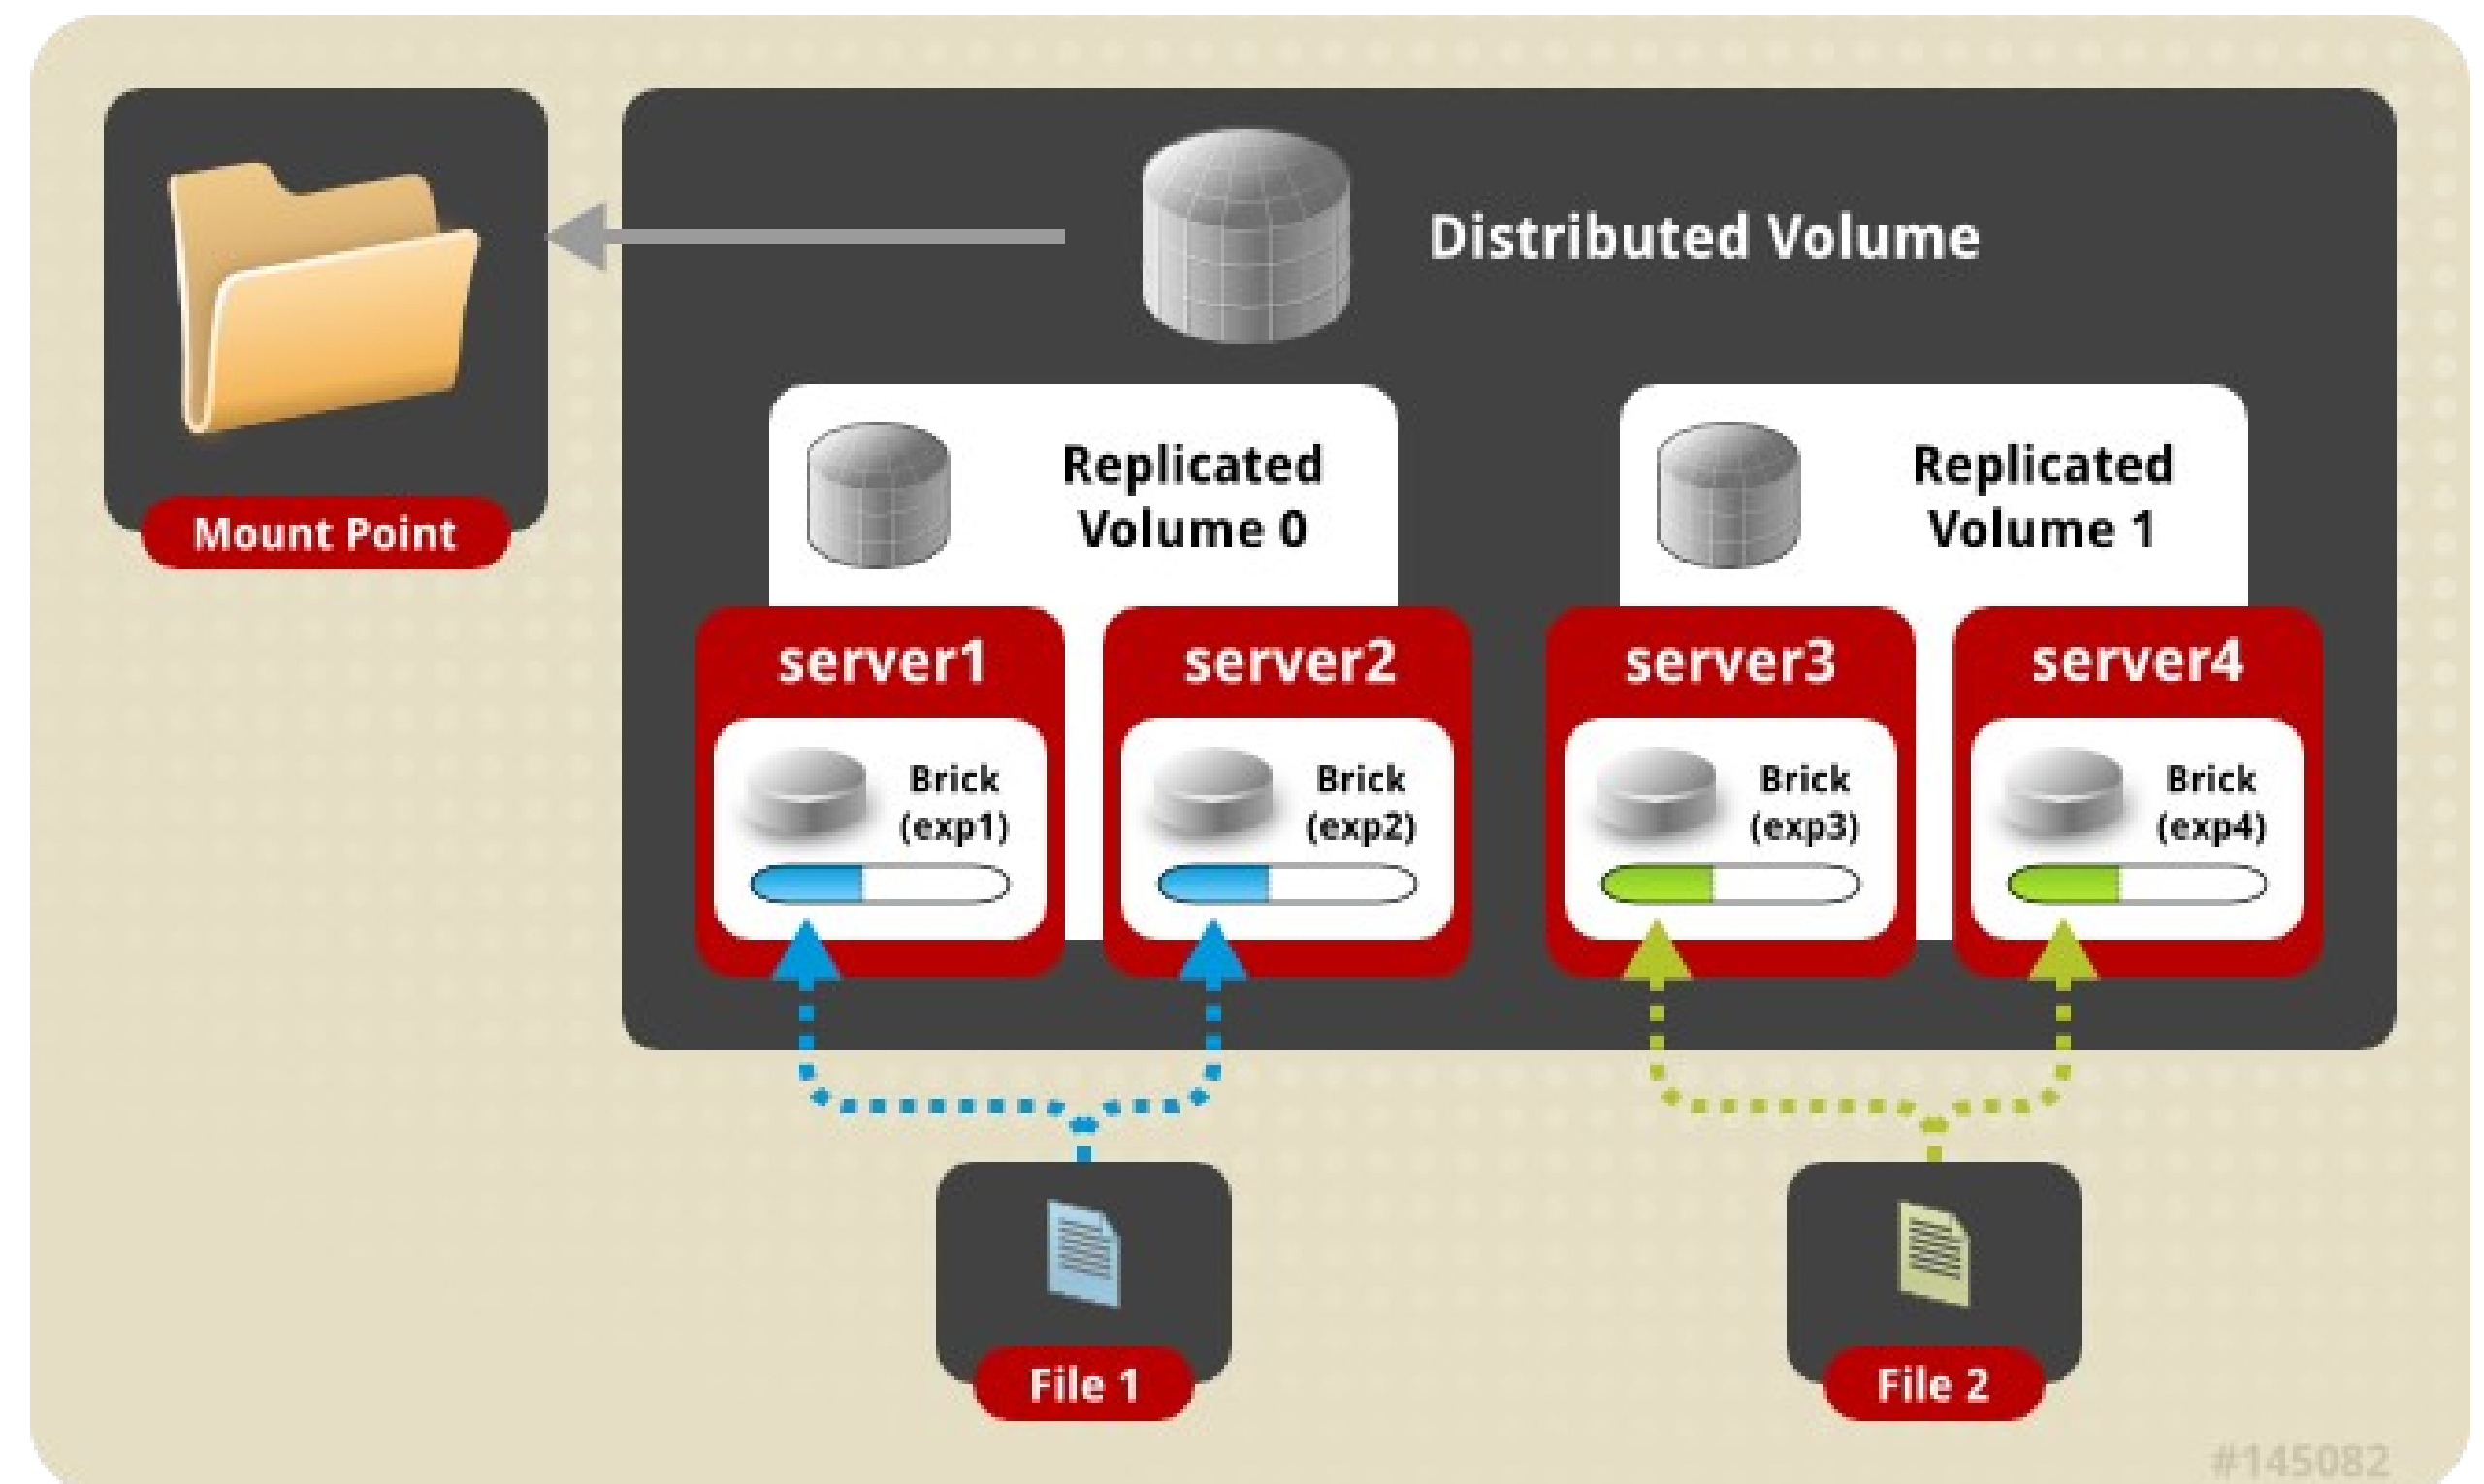 Distributed Volume
Mount Point
Replicated
Volume 0
Replicated
Volume 1
server1
server2
server3
server4
Brick
(exp1)
Brick
(exp2)
Brick
(exp3)
Brick
(exp4)
File 1
File 2
#145082